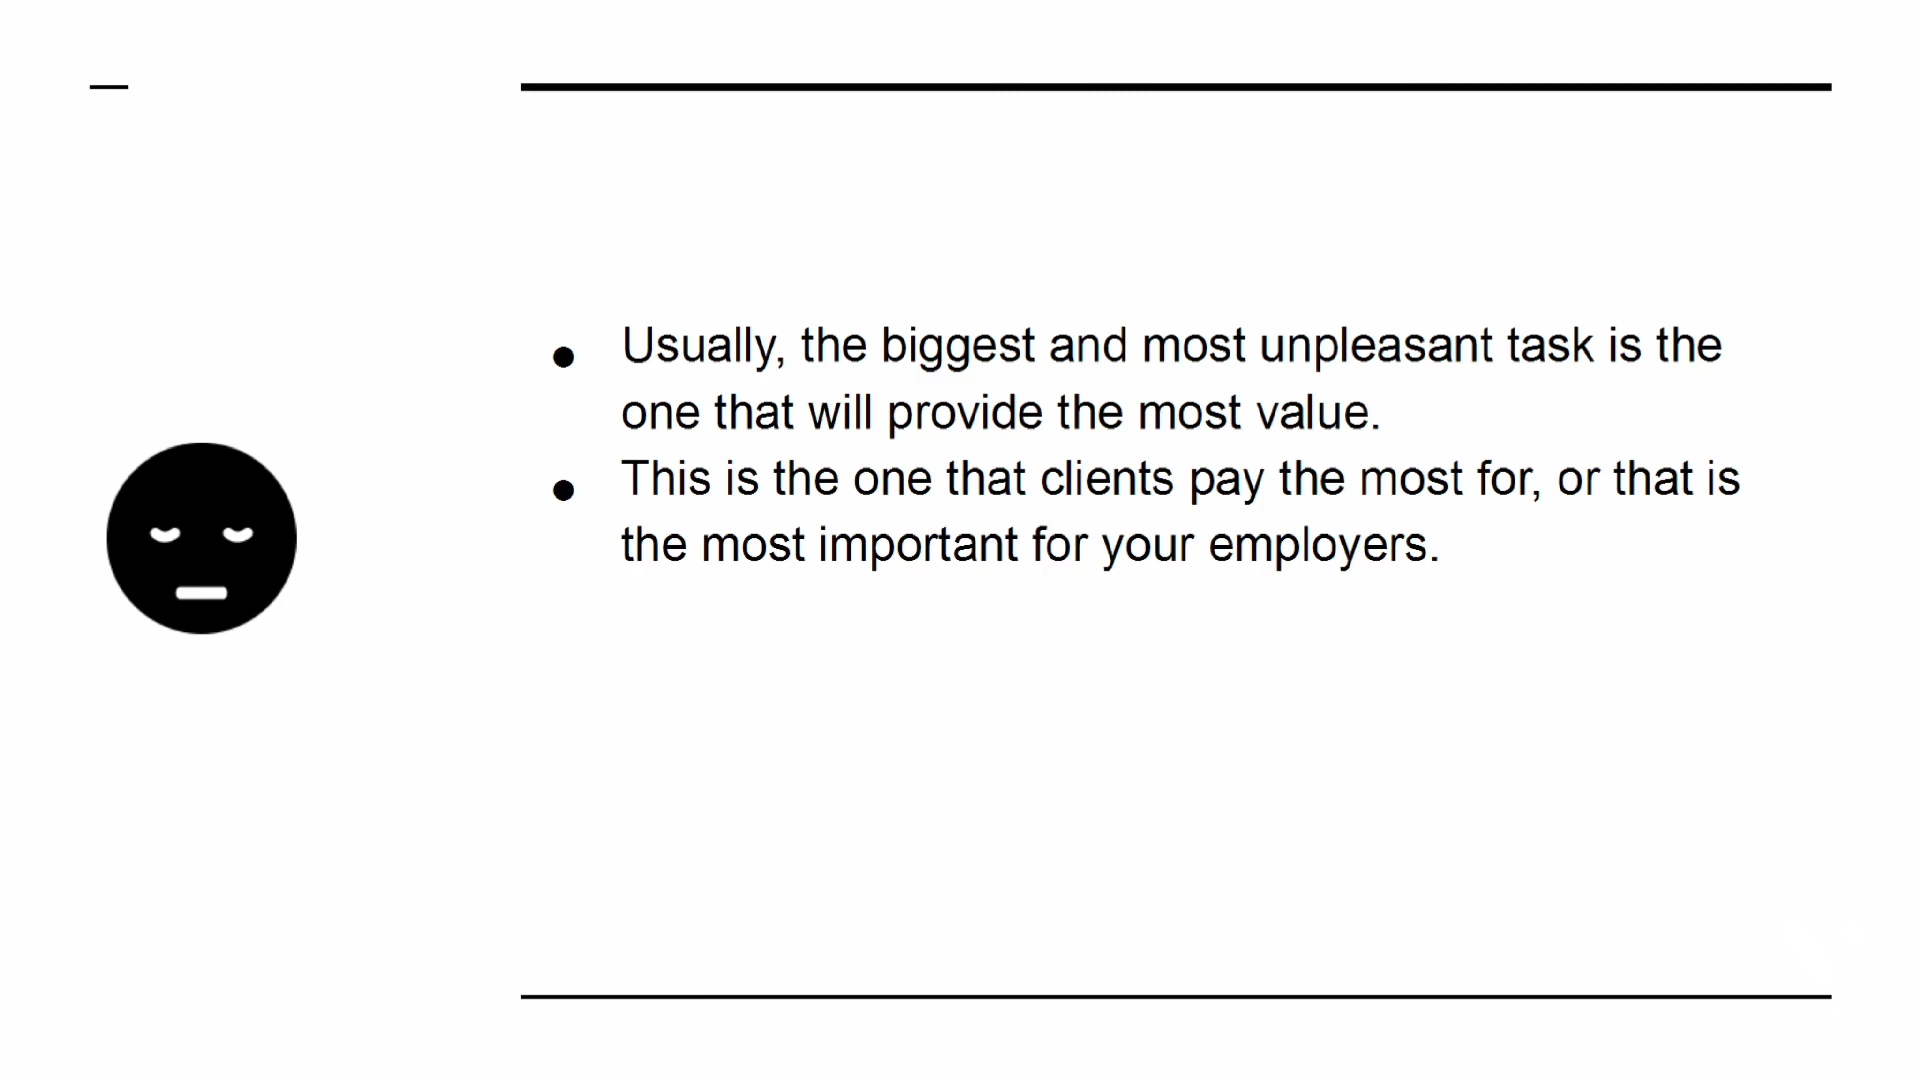 ● Usually, the biggest and most unpleasant task is the
one that will provide the most value.
● This is the one that clients pay the most for, or that is
the most important for your employers.